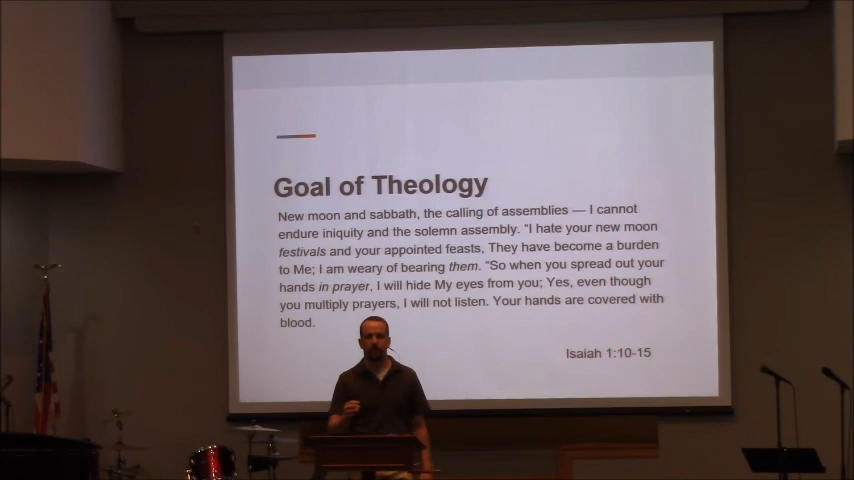 Goal of Theology
New moon and sabbath, the calling of assemblies — I cannot
endure iniquity and the solemn assembly. “I hate your new moon
festivals and your appointed feasts, They have become a burden
to Me; I am weary of bearing them. “So when you spread out your
hands in prayer, I will hide My eyes from you; Yes, even though
you multiply prayers, I will not listen. Your hands are covered with
blood.
Isaiah 1:10-15